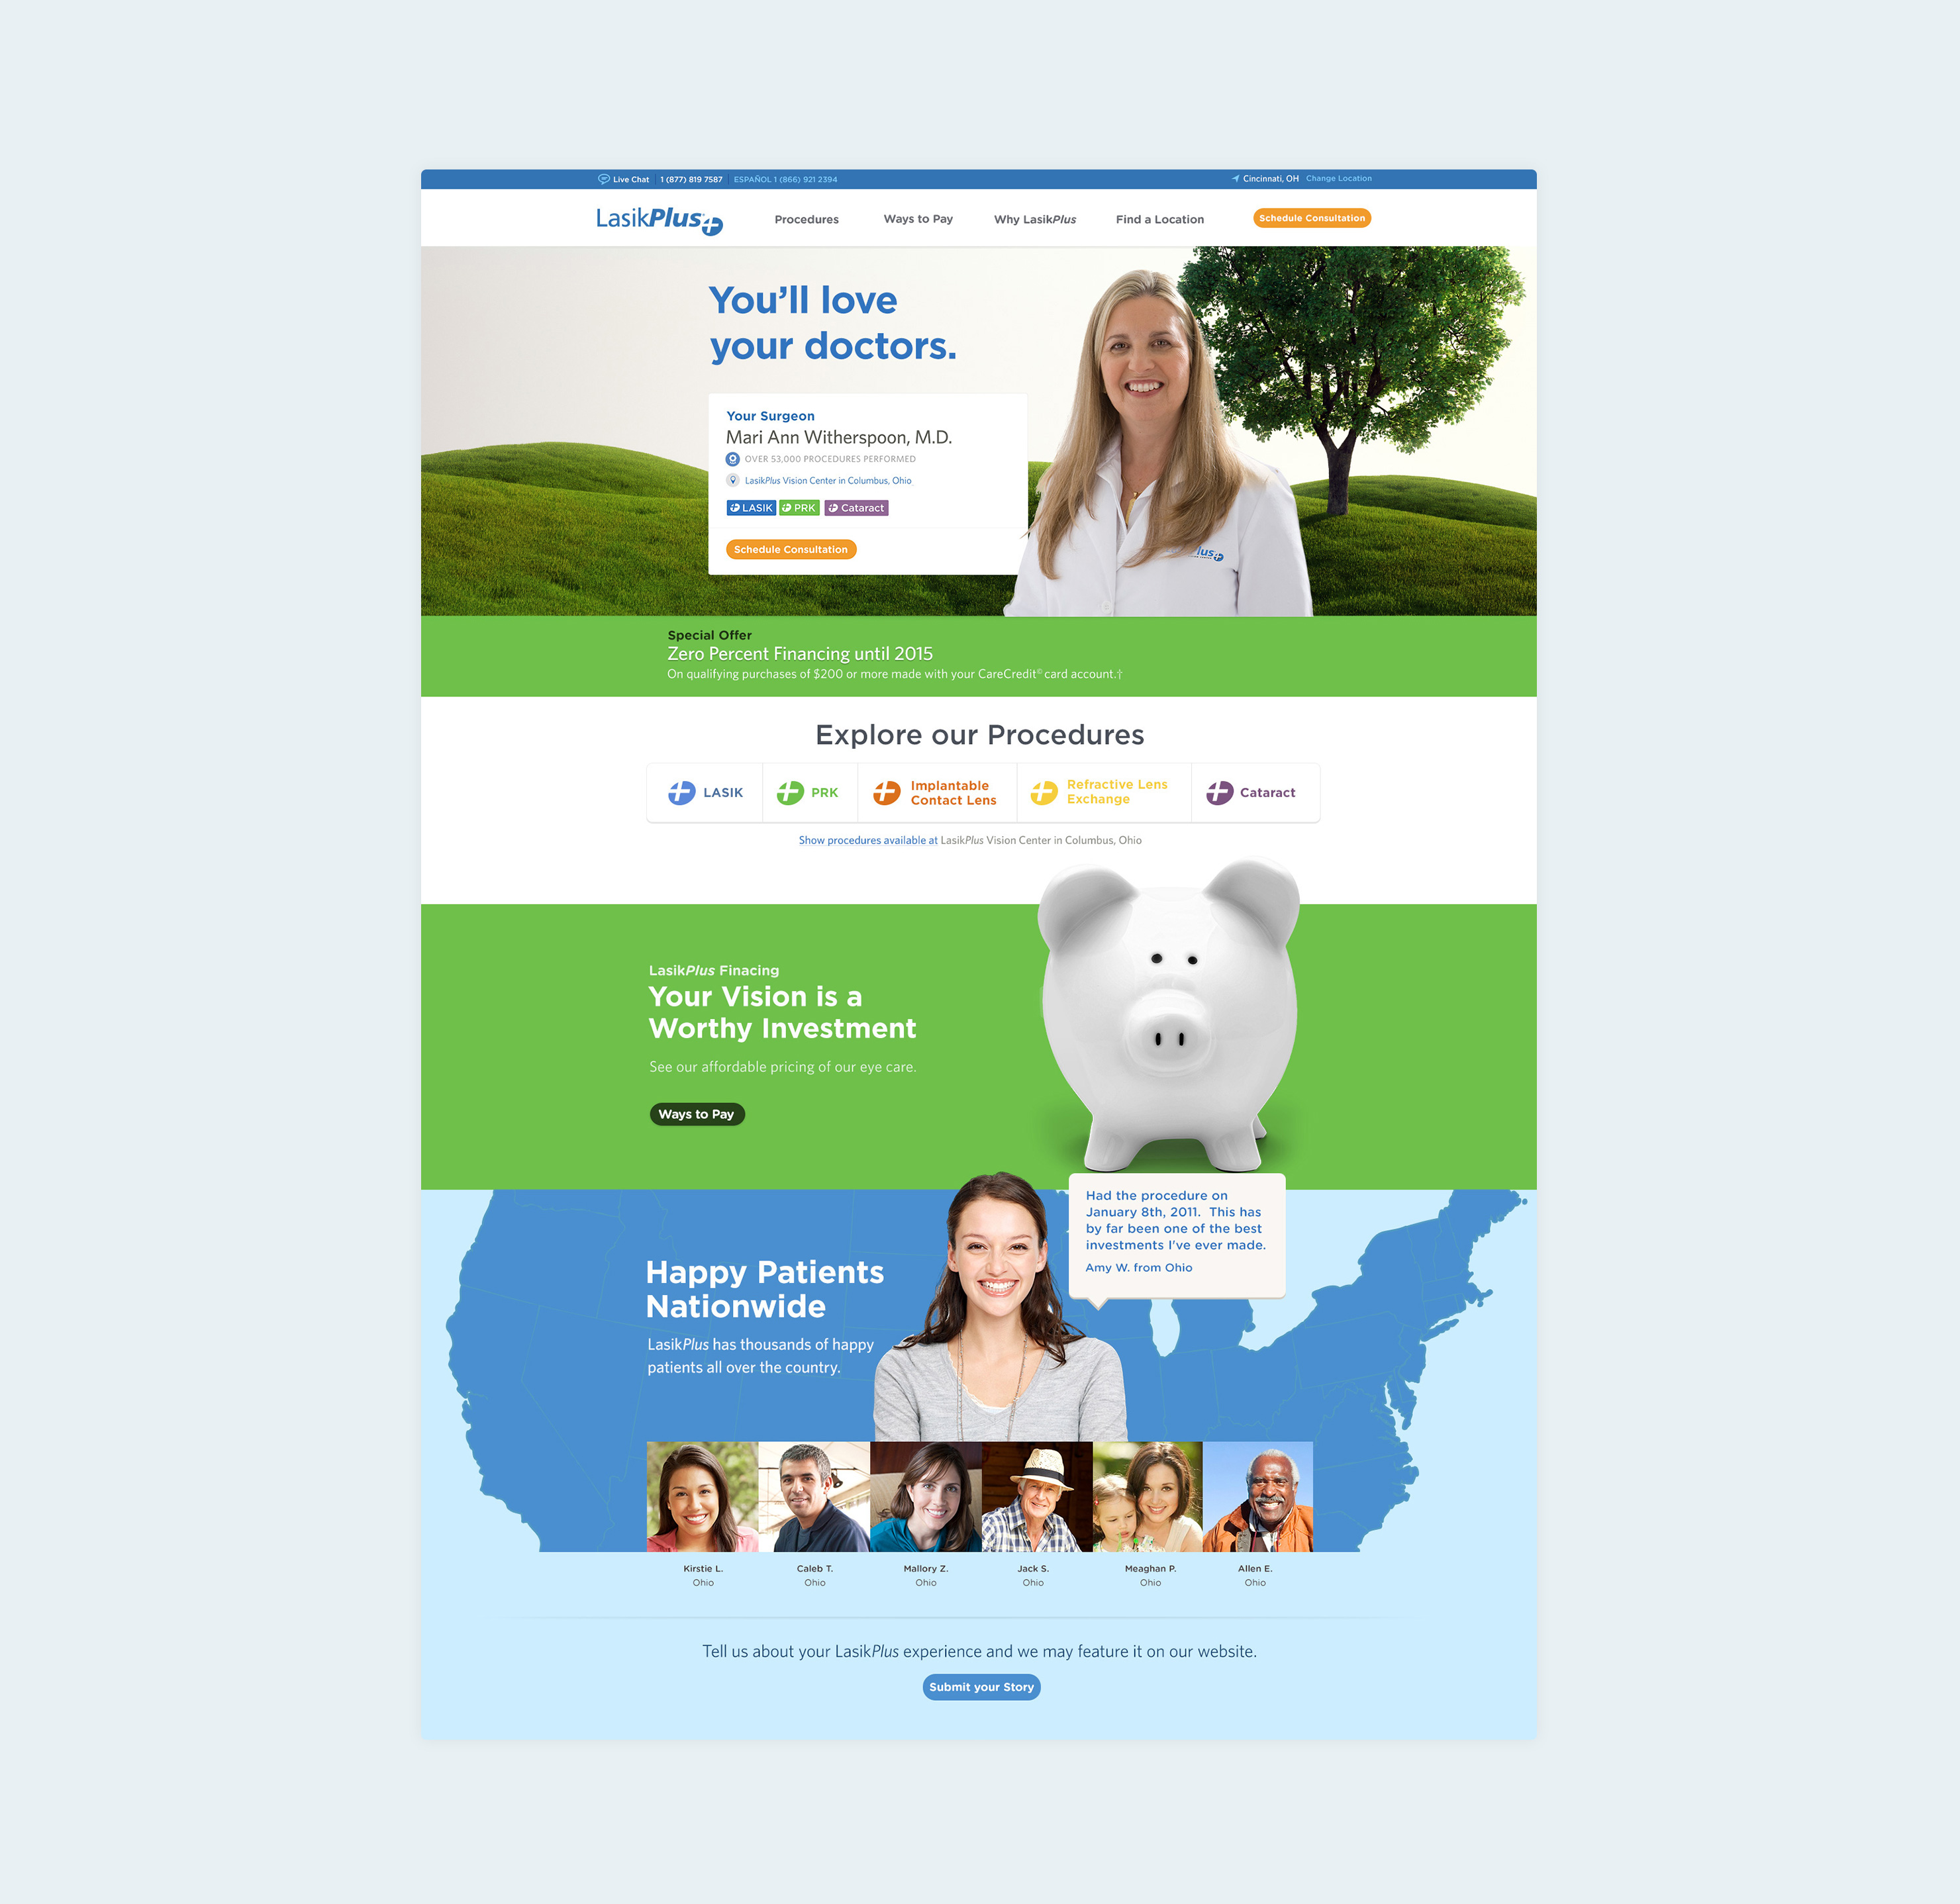 Live Chat 1 (877) 819 7587 ESPAÑOL 1 (866) 921 2394 Cincinnati, OH Change Location
LasikPlus Procedures Ways to Pay Why LasikPlus Find a Location Schedule Consultation
You'll love
your doctors.
Your Surgeon
Mari Ann Witherspoon, M.D.
OVER 53,000 PROCEDURES PERFORMED
LasikPlus Vision Center in Columbus, Ohio
LASIK PRK Cataract
Schedule Consultation
lus
Special Offer
Zero Percent Financing until 2015
On qualifying purchases of $200 or more made with your CareCredit© card account.†
Explore our Procedures
LASIK
PRK
Implantable
Contact Lens
Refractive Lens
Exchange
Cataract
Show procedures available at LasikPlus Vision Center in Columbus, Ohio
LasikPlus Finacing
Your Vision is a
Worthy Investment
See our affordable pricing of our eye care.
Ways to Pay
Had the procedure on
January 8th, 2011. This has
by far been one of the best
investments I've ever made.
Amy W. from Ohio
Happy Patients
Nationwide
LasikPlus has thousands of happy
patients all over the country.
Kirstie L. Caleb T. Mallory Z. Jack S. Meaghan P. Allen E.
Ohio Ohio Ohio Ohio Ohio Ohio
Tell us about your LasikPlus experience and we may feature it on our website.
Submit your Story